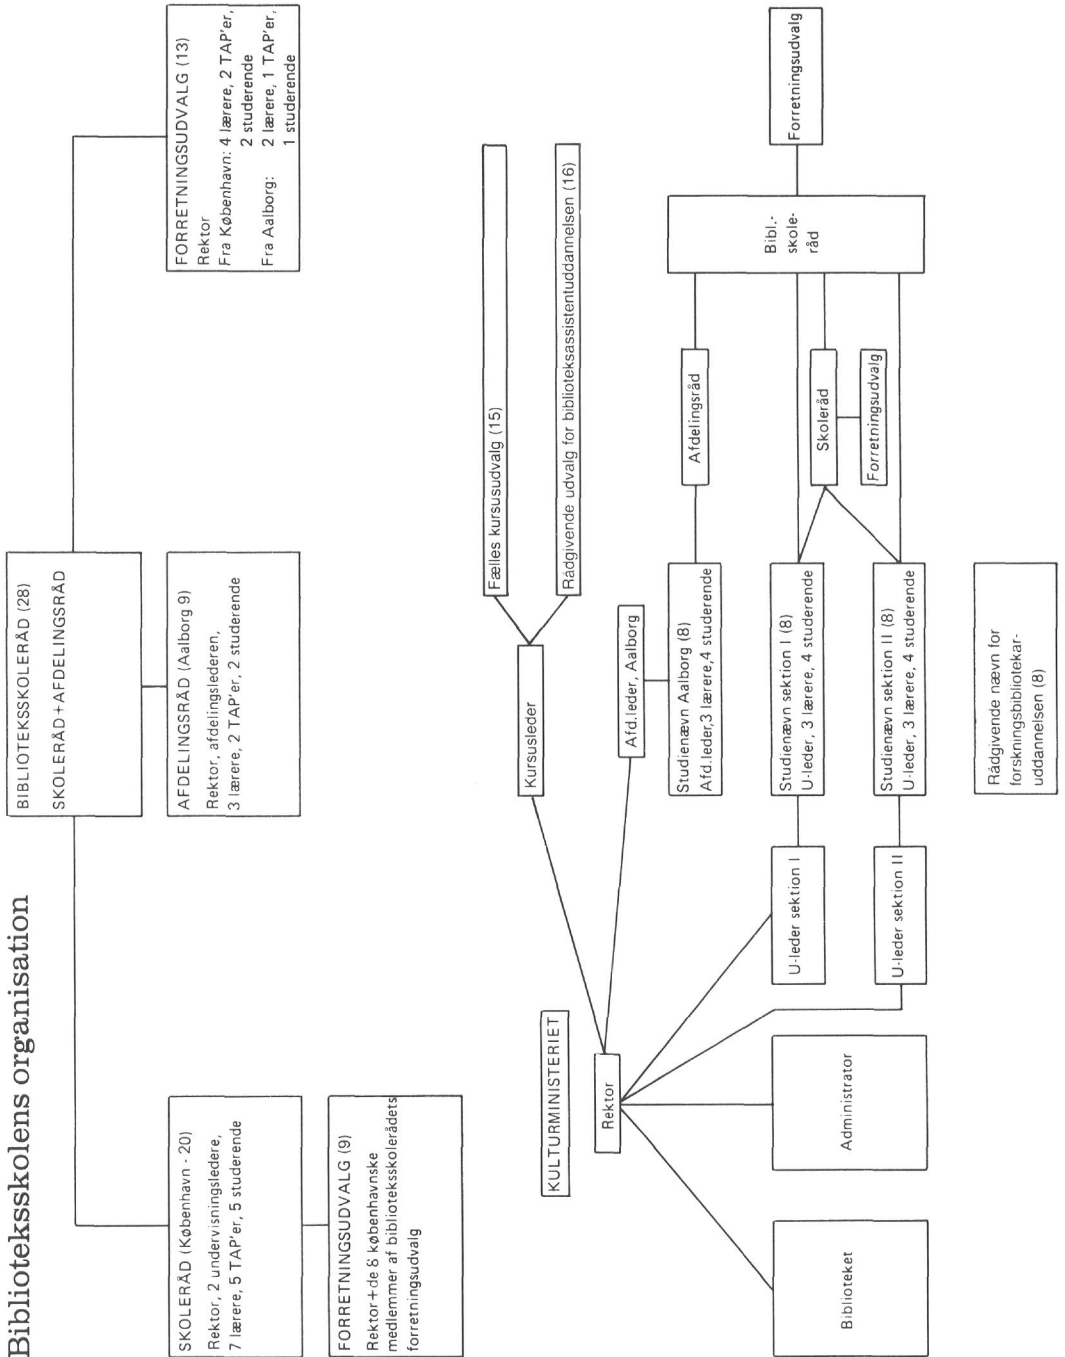 Biblioteksskolens organisation
BIBLIOTEKSSKOLERÅD (28)
SKOLERÅD+AFDELINGSRÅD
SKOLERÅD (København - 20)
Rektor, 2 undervisningsledere,
7 lærere, 5 TAP'er, 5 studerende
FORRETNINGSUDVALG (9)
Rektor+de 8 københavnske
medlemmer af biblioteksskolerådets
forretningsudvalg
AFDELINGSRÅD (Aalborg 9)
Rektor, afdelingslederen,
3 lærere, 2 TAP'er, 2 studerende
FORRETNINGSUDVALG (13)
Rektor
Fra København: 4 lærere, 2 TAP'er,
2 studerende
Fra Aalborg: 2 lærere, 1 TAP'er,
1 studerende
KULTURMINISTERIET
Rektor
Kursusleder
Fælles kursusudvalg (15)
Rådgivende udvalg for biblioteksassistentuddannelsen (16)
Afd.leder, Aalborg
Studienævn Aalborg (8)
Afd.leder,3 lærere,4 studerende
Afdelingsråd
Bibl.-
skole-
råd
Forretningsudvalg
U-leder sektion I
Studienævn sektion I (8)
U-leder, 3 lærere, 4 studerende
Skoleråd
Forretningsudvalg
U-leder sektion II
Studienævn sektion II (8)
U-leder, 3 lærere, 4 studerende
Biblioteket
Administrator
Rådgivende nævn for
forskningsbibliotekar-
uddannelsen (8)